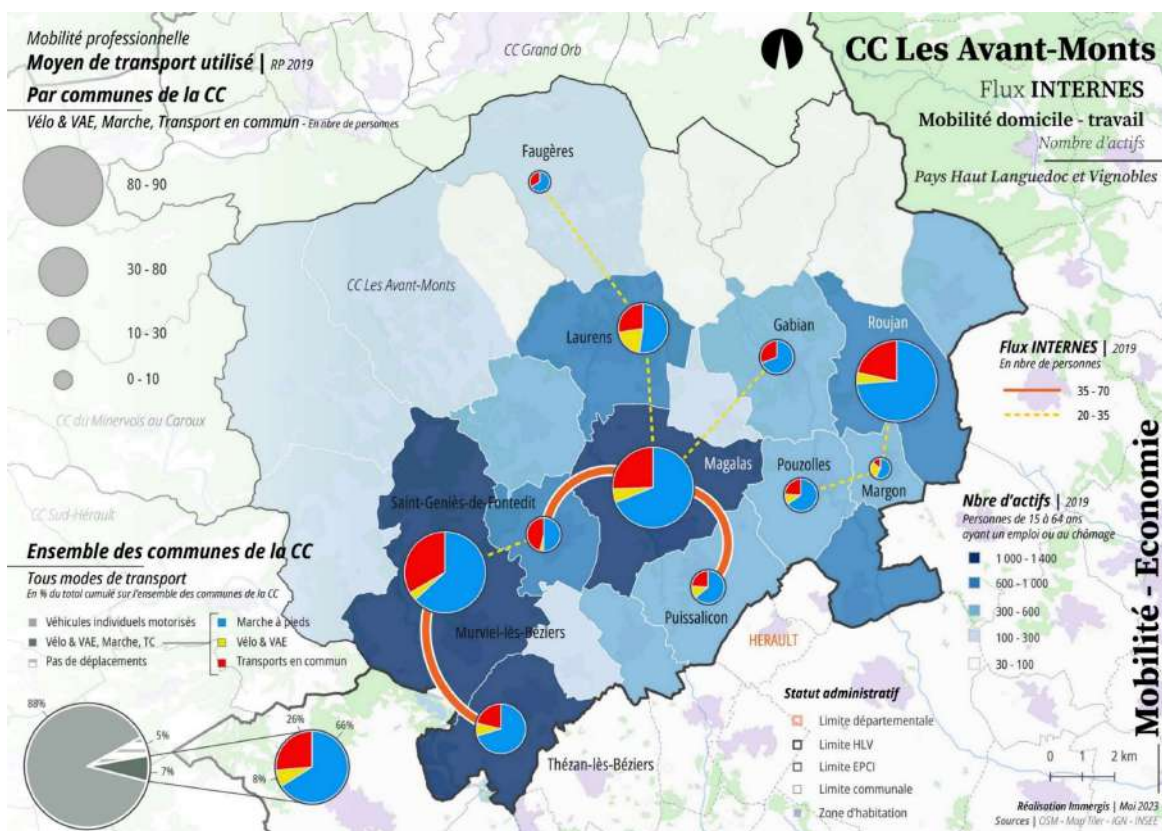 Mobilité professionnelle
Moyen de transport utilisé | RP 2019
Par communes de la CC
Vélo & VAE, Marche, Transport en commun - En nbre de personnes
80 - 90
30 - 80
10 - 30
0 - 10
CC Grand Orb
CC Les Avant-Monts
Flux INTERNES
Mobilité domicile - travail
Nombre d'actifs
Pays Haut Languedoc et Vignobles
Faugères
CC Les Avant-Monts
Laurens
Gabian
Roujan
CC du Minervois au Caroux
Magalas
Pouzolles
Margon
Saint-Geniès-de-Fontedit
CC Sud-Hérault
Puissalicon
Murviel-lès-Béziers
HERAULT
Thézan-lès-Béziers
Flux INTERNES | 2019
En nbre de personnes
35 - 70
20 - 35
Nbre d'actifs | 2019
Personnes de 15 à 64 ans
ayant un emploi ou au chômage
1 000 - 1 400
600 - 1 000
300 - 600
100 - 300
30 - 100
Ensemble des communes de la CC
Tous modes de transport
En % du total cumulé sur l'ensemble des communes de la CC
Véhicules individuels motorisés
Vélo & VAE, Marche, TC
Pas de déplacements
Marche à pieds
Vélo & VAE
Transports en commun
88%
5%
7%
26%
66%
8%
Statut administratif
Limite départementale
Limite HLV
Limite EPCI
Limite communale
Zone d'habitation
0 1 2 km
Réalisation Immergis | Mai 2023
Sources | OSM - MapTiler - IGN - INSEE
Mobilité - Economie